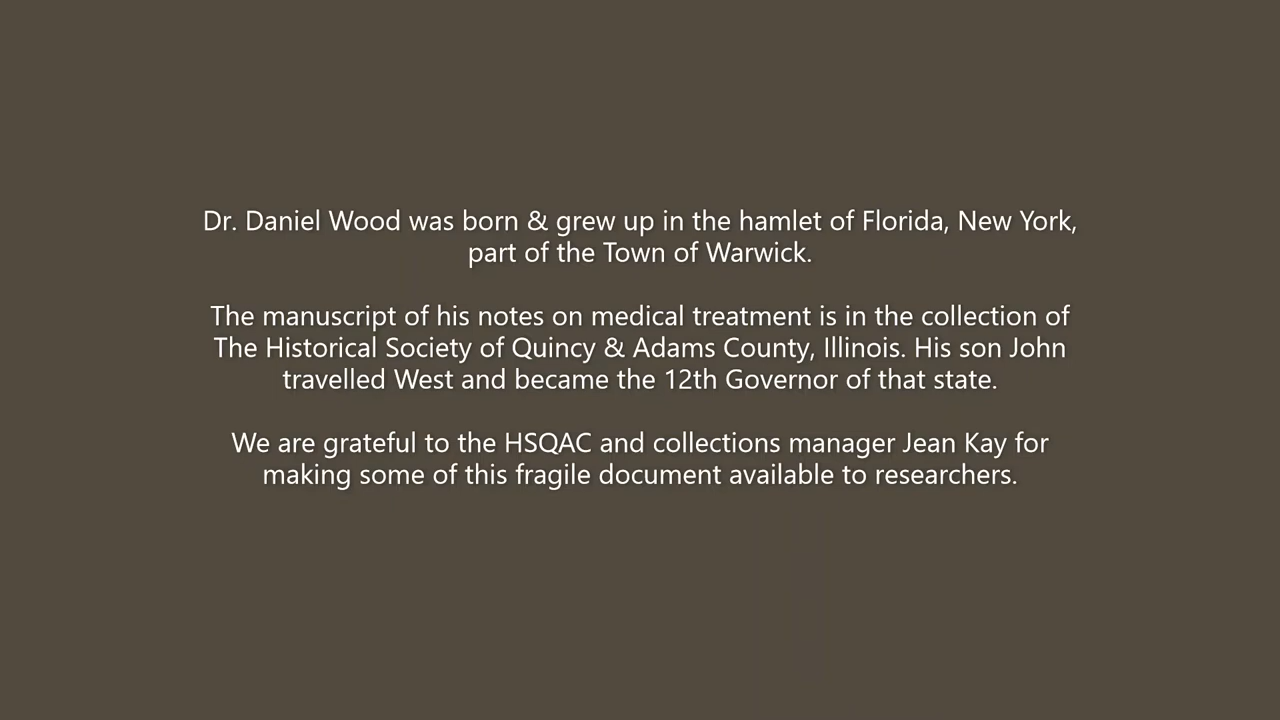 Dr. Daniel Wood was born & grew up in the hamlet of Florida, New York,
part of the Town of Warwick.
The manuscript of his notes on medical treatment is in the collection of
The Historical Society of Quincy & Adams County, Illinois. His son John
travelled West and became the 12th Governor of that state.
We are grateful to the HSQAC and collections manager Jean Kay for
making some of this fragile document available to researchers.